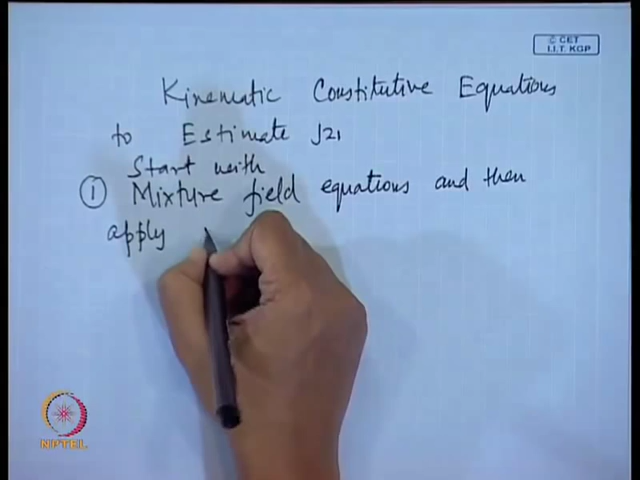 © CET
I.I.T. KGP
Kinematic Constitutive Equations
to Estimate J21
Start with
① Mixture field equations and then
apply
NPTEL